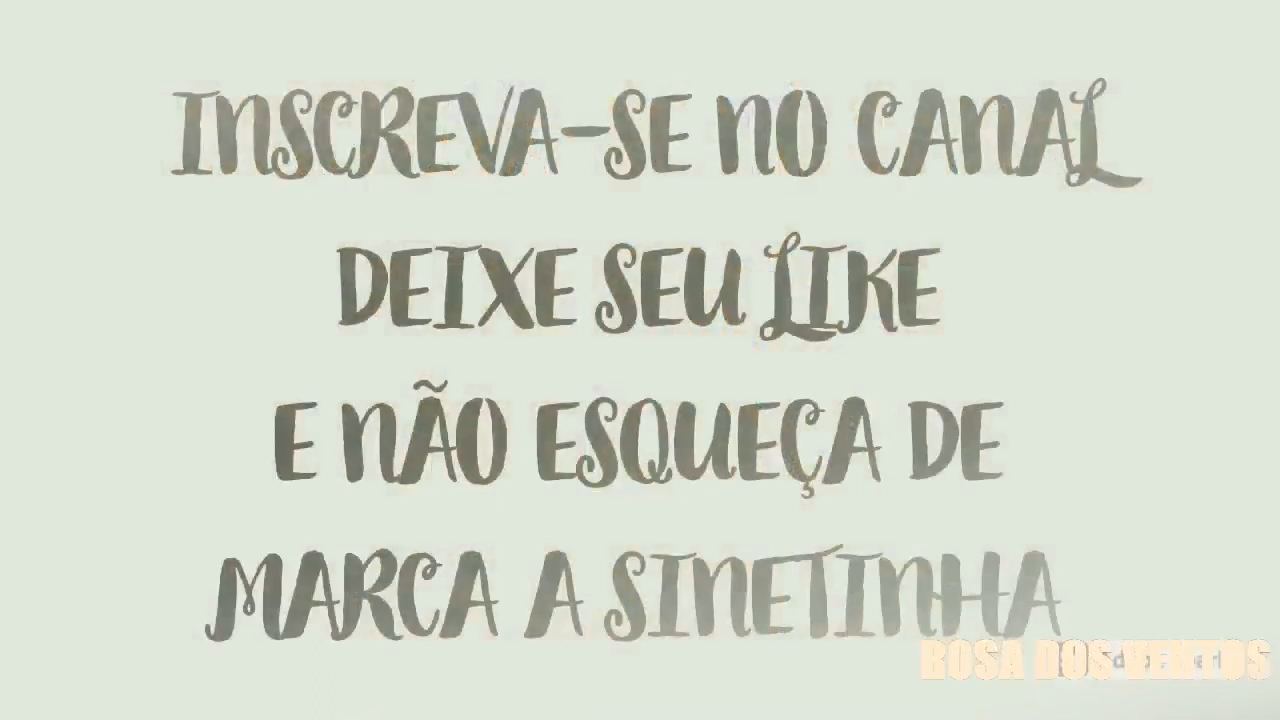 INSCREVA-SE NO CANAL
DEIXE SEU LIKE
E NÃO ESQUEÇA DE
MARCA A SINETINHA
ROSA DOS VENTOS